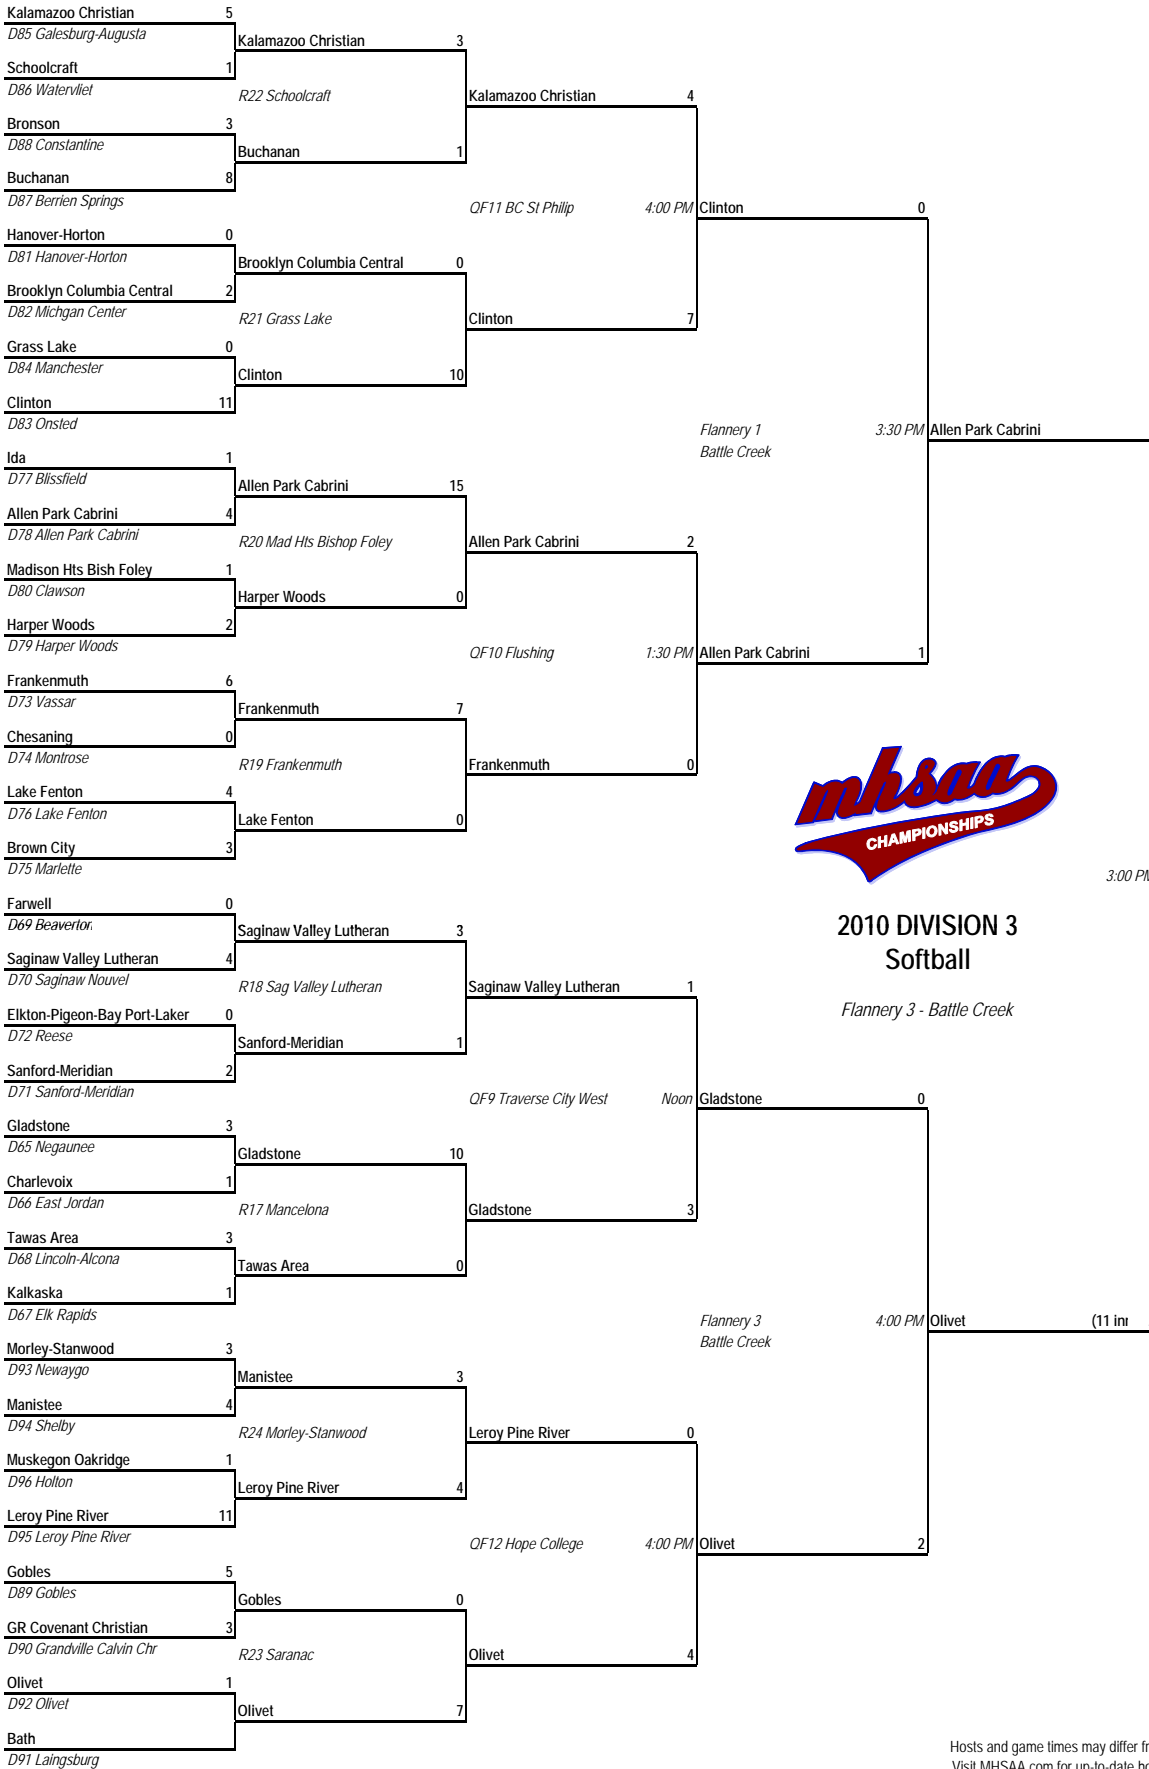 Kalamazoo Christian 5
D85 Galesburg-Augusta
Kalamazoo Christian 3
Schoolcraft 1
D86 Watervliet
R22 Schoolcraft
Kalamazoo Christian 4
Bronson 3
D88 Constantine
Buchanan 1
Buchanan 8
D87 Berrien Springs
QF11 BC St Philip 4:00 PM Clinton 0
Hanover-Horton 0
D81 Hanover-Horton
Brooklyn Columbia Central 0
Brooklyn Columbia Central 2
D82 Michgan Center
R21 Grass Lake
Clinton 7
Grass Lake 0
D84 Manchester
Clinton 10
Clinton 11
D83 Onsted
Flannery 1 3:30 PM Allen Park Cabrini
Battle Creek
Ida 1
D77 Blissfield
Allen Park Cabrini 15
Allen Park Cabrini 4
D78 Allen Park Cabrini
R20 Mad Hts Bishop Foley
Allen Park Cabrini 2
Madison Hts Bish Foley 1
D80 Clawson
Harper Woods 0
Harper Woods 2
D79 Harper Woods
QF10 Flushing 1:30 PM Allen Park Cabrini 1
Frankenmuth 6
D73 Vassar
Frankenmuth 7
Chesaning 0
D74 Montrose
R19 Frankenmuth
Frankenmuth 0
Lake Fenton 4
D76 Lake Fenton
Lake Fenton 0
Brown City 3
D75 Marlette
mhsaa
CHAMPIONSHIPS
3:00 PM
Farwell 0
D69 Beaverton
Saginaw Valley Lutheran 3
2010 DIVISION 3
Softball
Saginaw Valley Lutheran 4
D70 Saginaw Nouvel
R18 Sag Valley Lutheran
Saginaw Valley Lutheran 1
Flannery 3 - Battle Creek
Elkton-Pigeon-Bay Port-Laker 0
D72 Reese
Sanford-Meridian 1
Sanford-Meridian 2
D71 Sanford-Meridian
QF9 Traverse City West Noon Gladstone 0
Gladstone 3
D65 Negaunee
Gladstone 10
Charlevoix 1
D66 East Jordan
R17 Mancelona
Gladstone 3
Tawas Area 3
D68 Lincoln-Alcona
Tawas Area 0
Kalkaska 1
D67 Elk Rapids
Flannery 3 4:00 PM Olivet (11
Battle Creek
Morley-Stanwood 3
D93 Newaygo
Manistee 3
Manistee 4
D94 Shelby
R24 Morley-Stanwood
Leroy Pine River 0
Muskegon Oakridge 1
D96 Holton
Leroy Pine River 4
Leroy Pine River 11
D95 Leroy Pine River
QF12 Hope College 4:00 PM Olivet 2
Gobles 5
D89 Gobles
Gobles 0
GR Covenant Christian 3
D90 Grandville Calvin Chr
R23 Saranac
Olivet 4
Olivet 1
D92 Olivet
Olivet 7
Bath
D91 Laingsburg
Hosts and game times may differ
Visit MHSAA.com for up-to-date